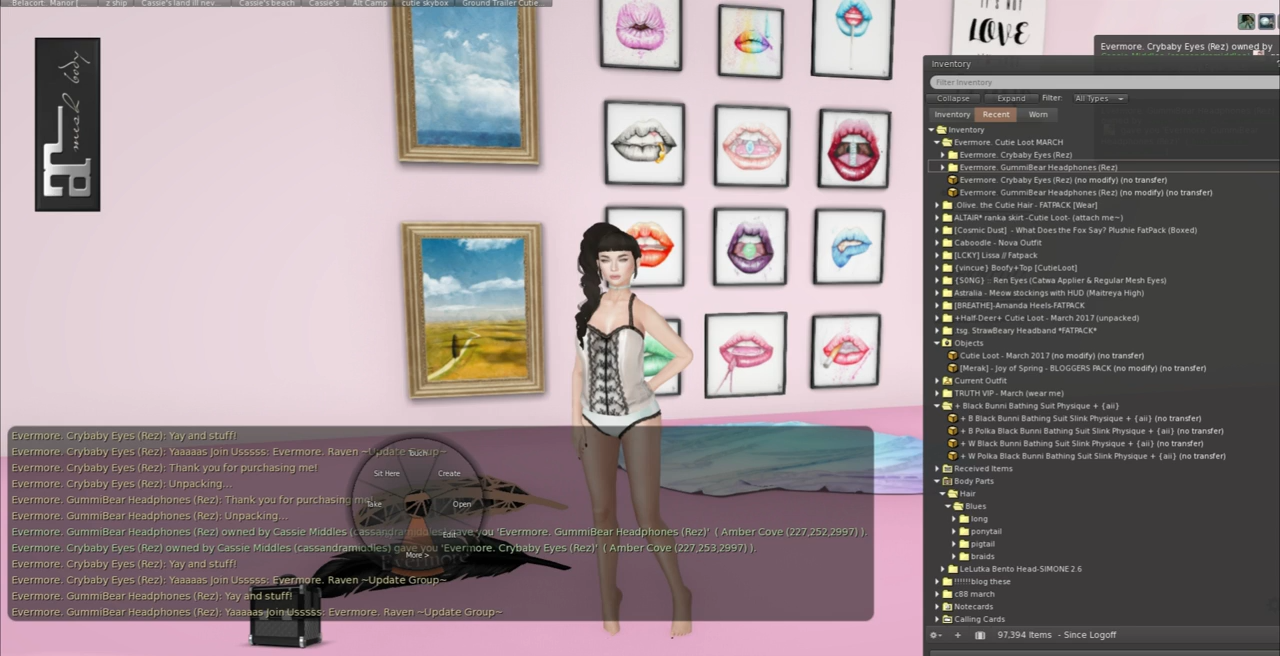 Belacort. Manor [...
z ship
Cassie's land ill nev...
Cassie's beach
Cassie's
Alt Camp
cutie skybox
Ground Trailer Cutie...
IT'S NOT
LOVE
mesh body
Evermore. Crybaby Eyes (Rez) owned by
Inventory
Filter Inventory
Collapse Expand Filter: All Types
Inventory Recent Worn
Inventory
Evermore. Cutie Loot MARCH
Evermore. Crybaby Eyes (Rez)
Evermore. GummiBear Headphones (Rez)
Evermore. Crybaby Eyes (Rez) (no modify) (no transfer)
Evermore. GummiBear Headphones (Rez) (no modify) (no transfer)
.Olive. the Cutie Hair - FATPACK [Wear]
ALTAIR* ranka skirt -Cutie Loot- (attach me~)
[Cosmic Dust]  - What Does the Fox Say? Plushie FatPack (Boxed)
Caboodle - Nova Outfit
[LCKY] Lissa // Fatpack
{vincue} Boofy+Top [CutieLoot]
{S0NG} :: Ren Eyes (Catwa Applier & Regular Mesh Eyes)
Astralia - Meow stockings with HUD (Maitreya High)
[BREATHE]-Amanda Heels-FATPACK
+Half-Deer+ Cutie Loot - March 2017 (unpacked)
.tsg. StrawBeary Headband *FATPACK*
Objects
Cutie Loot - March 2017 (no modify) (no transfer)
[Merak] - Joy of Spring - BLOGGERS PACK (no modify) (no transfer)
Current Outfit
TRUTH VIP - March (wear me)
+ Black Bunni Bathing Suit Physique + {aii}
+ B Black Bunni Bathing Suit Slink Physique + {aii} (no transfer)
+ B Polka Black Bunni Bathing Suit Slink Physique + {aii} (no transfer)
+ W Black Bunni Bathing Suit Slink Physique + {aii} (no transfer)
+ W Polka Black Bunni Bathing Suit Slink Physique + {aii} (no transfer)
Received Items
Body Parts
Hair
Blues
long
ponytail
pigtail
braids
LeLutka Bento Head-SIMONE 2.6
!!!!!!blog these
c88 march
Notecards
Calling Cards
97,394 Items  - Since Logoff
Evermore. Crybaby Eyes (Rez): Yay and stuff!
Evermore. Crybaby Eyes (Rez): Yaaaaas Join Usssss: Evermore. Raven ~Update Group~
Evermore. Crybaby Eyes (Rez): Thank you for purchasing me!
Evermore. Crybaby Eyes (Rez): Unpacking...
Evermore. GummiBear Headphones (Rez): Thank you for purchasing me!
Evermore. GummiBear Headphones (Rez): Unpacking...
Evermore. GummiBear Headphones (Rez) owned by Cassie Middles (cassandramiddles) gave you 'Evermore. GummiBear Headphones (Rez)'  ( Amber Cove (227,252,2997) ).
Evermore. Crybaby Eyes (Rez) owned by Cassie Middles (cassandramiddles) gave you 'Evermore. Crybaby Eyes (Rez)'  ( Amber Cove (227,253,2997) ).
Evermore. Crybaby Eyes (Rez): Yay and stuff!
Evermore. Crybaby Eyes (Rez): Yaaaaas Join Usssss: Evermore. Raven ~Update Group~
Evermore. GummiBear Headphones (Rez): Yay and stuff!
Evermore. GummiBear Headphones (Rez): Yaaaaas Join Usssss: Evermore. Raven ~Update Group~
Touch
Sit Here
Create
Take
Open
Edit
More >